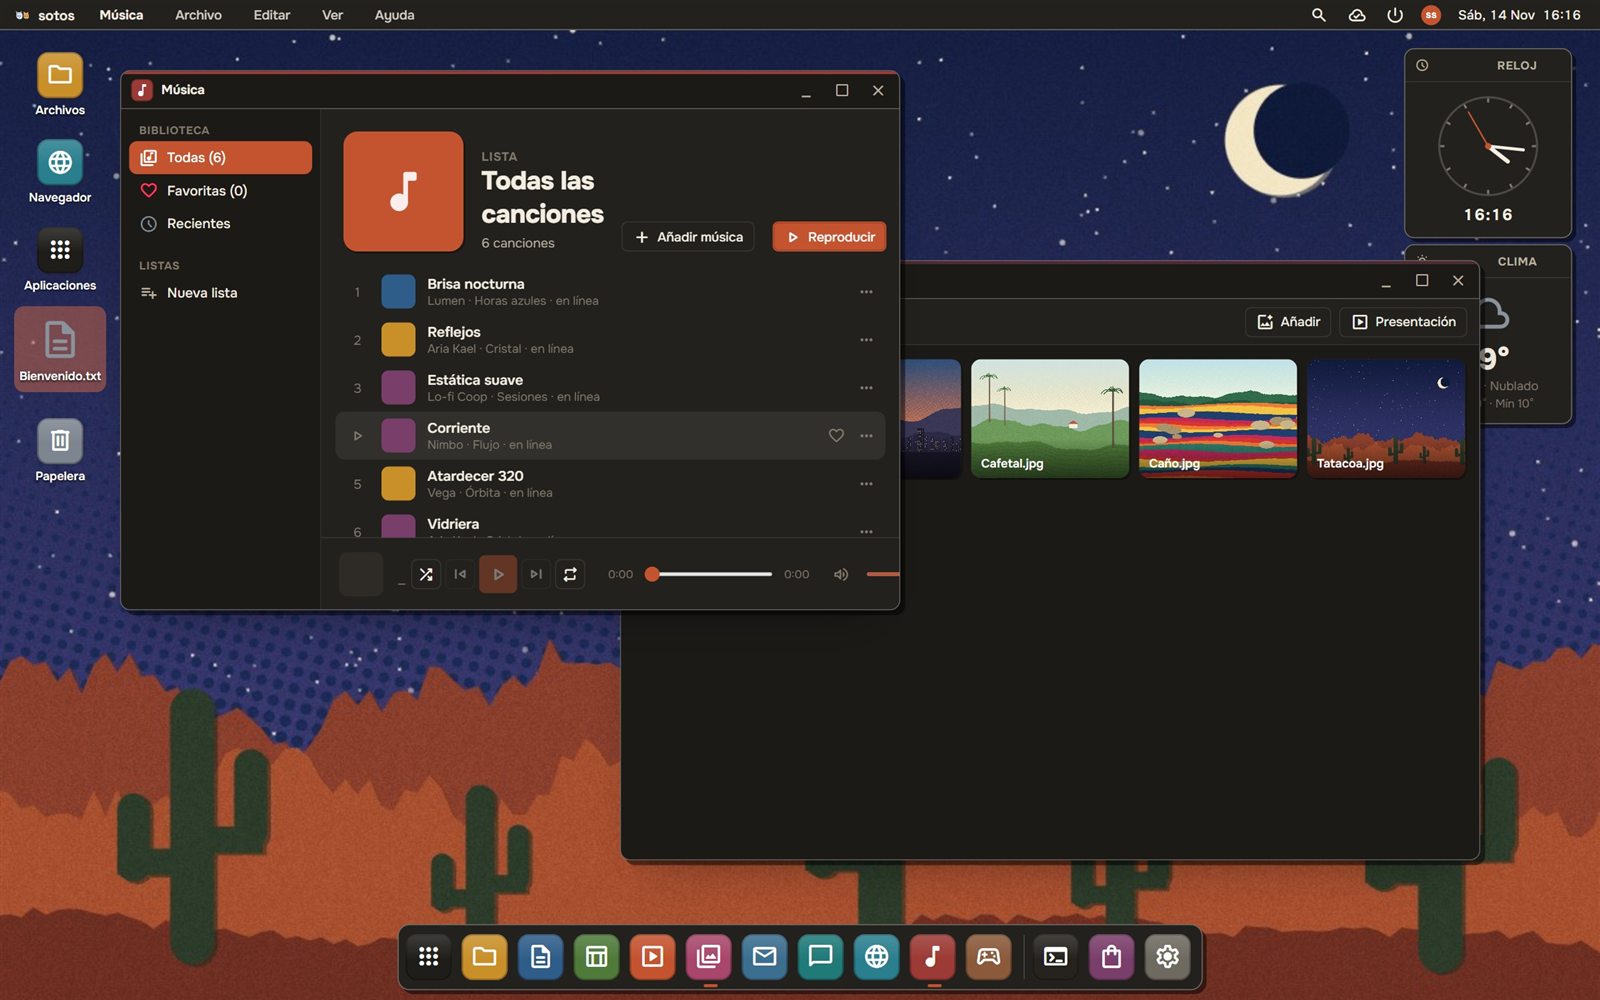 sotos Música Archivo Editar Ver Ayuda
ss Sáb, 14 Nov 16:16
Archivos
Navegador
Aplicaciones
Bienvenido.txt
Papelera
Música
BIBLIOTECA
Todas (6)
Favoritas (0)
Recientes
LISTAS
Nueva lista
LISTA
Todas las
canciones
6 canciones
Añadir música
Reproducir
1
Brisa nocturna
Lumen · Horas azules · en línea
2
Reflejos
Aria Kael · Cristal · en línea
3
Estática suave
Lo-fi Coop · Sesiones · en línea
Corriente
Nimbo · Flujo · en línea
5
Atardecer 320
Vega · Órbita · en línea
6
Vidriera
0:00
0:00
Añadir
Presentación
Cafetal.jpg
Caño.jpg
Tatacoa.jpg
RELOJ
16:16
CLIMA
9°
· Nublado
· Mín 10°